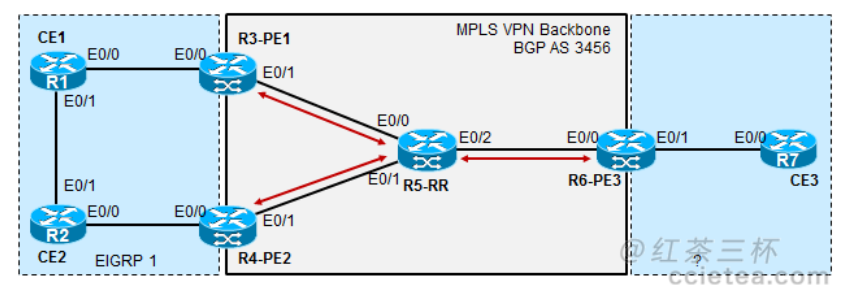 CE1
R1
E0/0
E0/1
E0/0
R3-PE1
E0/1
MPLS VPN Backbone
BGP AS 3456
E0/0
E0/2
E0/1
R5-RR
E0/0
R6-PE3
E0/1
E0/0
R7
CE3
E0/1
E0/0
R2
CE2
EIGRP 1
E0/0
E0/1
R4-PE2
?
@红茶三杯
ccietea.com